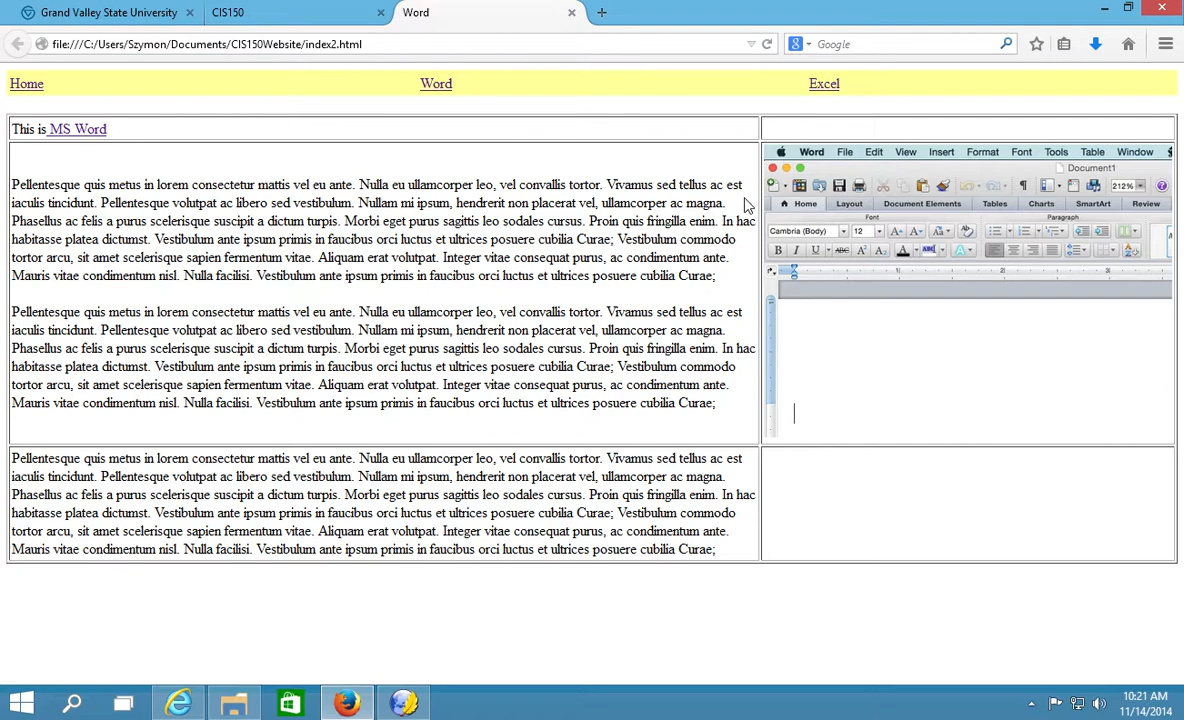 Grand Valley State University
CIS150
Word
file:///C:/Users/Szymon/Documents/CIS150Website/index2.html
Google
Home Word Excel
This is MS Word
Pellentesque quis metus in lorem consectetur mattis vel eu ante. Nulla eu ullamcorper leo, vel convallis tortor. Vivamus sed tellus ac est
iaculis tincidunt. Pellentesque volutpat ac libero sed vestibulum. Nullam mi ipsum, hendrerit non placerat vel, ullamcorper ac magna.
Phasellus ac felis a purus scelerisque suscipit a dictum turpis. Morbi eget purus sagittis leo sodales cursus. Proin quis fringilla enim. In hac
habitasse platea dictumst. Vestibulum ante ipsum primis in faucibus orci luctus et ultrices posuere cubilia Curae; Vestibulum commodo
tortor arcu, sit amet scelerisque sapien fermentum vitae. Aliquam erat volutpat. Integer vitae consequat purus, ac condimentum ante.
Mauris vitae condimentum nisl. Nulla facilisi. Vestibulum ante ipsum primis in faucibus orci luctus et ultrices posuere cubilia Curae;
Pellentesque quis metus in lorem consectetur mattis vel eu ante. Nulla eu ullamcorper leo, vel convallis tortor. Vivamus sed tellus ac est
iaculis tincidunt. Pellentesque volutpat ac libero sed vestibulum. Nullam mi ipsum, hendrerit non placerat vel, ullamcorper ac magna.
Phasellus ac felis a purus scelerisque suscipit a dictum turpis. Morbi eget purus sagittis leo sodales cursus. Proin quis fringilla enim. In hac
habitasse platea dictumst. Vestibulum ante ipsum primis in faucibus orci luctus et ultrices posuere cubilia Curae; Vestibulum commodo
tortor arcu, sit amet scelerisque sapien fermentum vitae. Aliquam erat volutpat. Integer vitae consequat purus, ac condimentum ante.
Mauris vitae condimentum nisl. Nulla facilisi. Vestibulum ante ipsum primis in faucibus orci luctus et ultrices posuere cubilia Curae;
Word File Edit View Insert Format Font Tools Table Window
Document1
212%
Home Layout Document Elements Tables Charts SmartArt Review
Font Paragraph
Cambria (Body) 12
B I U ABC A² A₂ A ABC A
1 2 3
Pellentesque quis metus in lorem consectetur mattis vel eu ante. Nulla eu ullamcorper leo, vel convallis tortor. Vivamus sed tellus ac est
iaculis tincidunt. Pellentesque volutpat ac libero sed vestibulum. Nullam mi ipsum, hendrerit non placerat vel, ullamcorper ac magna.
Phasellus ac felis a purus scelerisque suscipit a dictum turpis. Morbi eget purus sagittis leo sodales cursus. Proin quis fringilla enim. In hac
habitasse platea dictumst. Vestibulum ante ipsum primis in faucibus orci luctus et ultrices posuere cubilia Curae; Vestibulum commodo
tortor arcu, sit amet scelerisque sapien fermentum vitae. Aliquam erat volutpat. Integer vitae consequat purus, ac condimentum ante.
Mauris vitae condimentum nisl. Nulla facilisi. Vestibulum ante ipsum primis in faucibus orci luctus et ultrices posuere cubilia Curae;
10:21 AM
11/14/2014